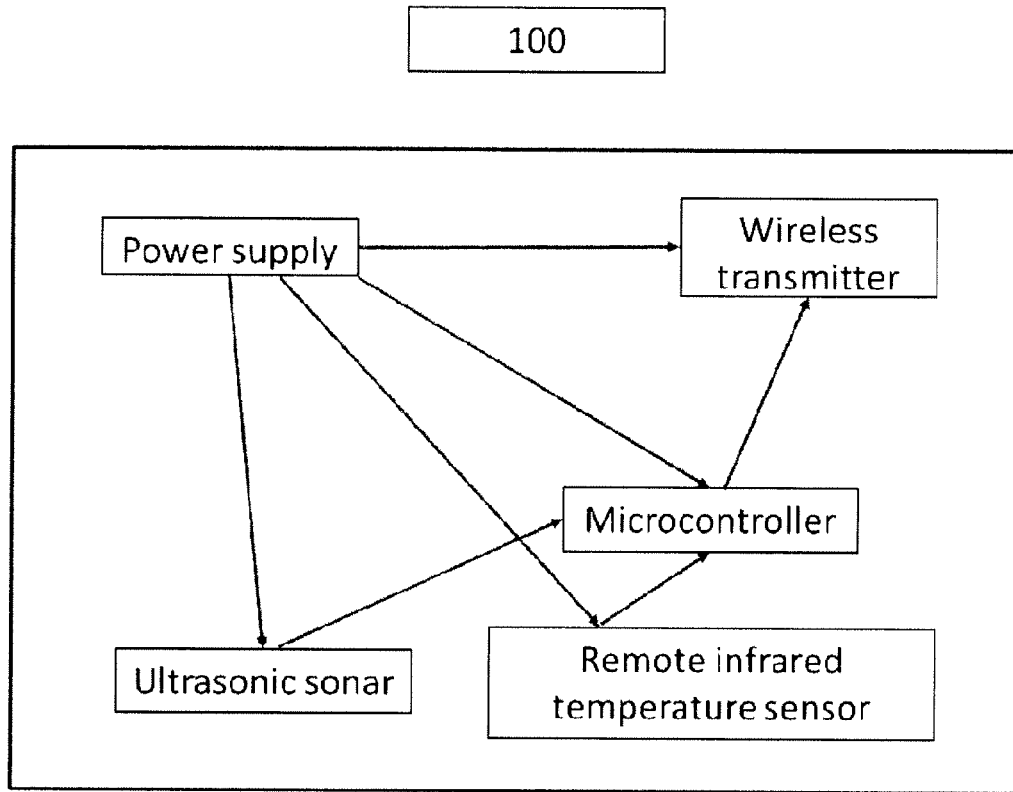 100
Power supply
Wireless
transmitter
Microcontroller
Ultrasonic sonar
Remote infrared
temperature sensor